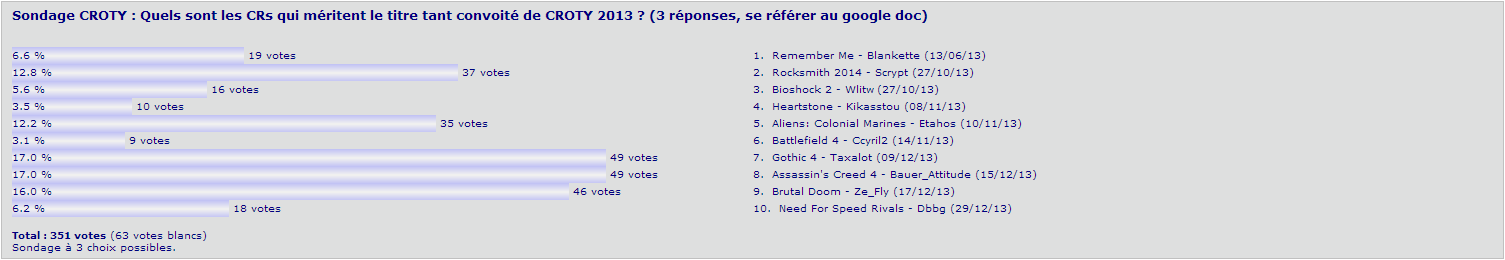 Sondage CROTY : Quels sont les CRs qui méritent le titre tant convoité de CROTY 2013 ? (3 réponses, se référer au google doc)
6.6 % 19 votes 1. Remember Me - Blankette (13/06/13)
12.8 % 37 votes 2. Rocksmith 2014 - Scrypt (27/10/13)
5.6 % 16 votes 3. Bioshock 2 - Wlitw (27/10/13)
3.5 % 10 votes 4. Heartstone - Kikasstou (08/11/13)
12.2 % 35 votes 5. Aliens: Colonial Marines - Etahos (10/11/13)
3.1 % 9 votes 6. Battlefield 4 - Ccyril2 (14/11/13)
17.0 % 49 votes 7. Gothic 4 - Taxalot (09/12/13)
17.0 % 49 votes 8. Assassin's Creed 4 - Bauer_Attitude (15/12/13)
16.0 % 46 votes 9. Brutal Doom - Ze_Fly (17/12/13)
6.2 % 18 votes 10. Need For Speed Rivals - Dbbg (29/12/13)
Total : 351 votes (63 votes blancs)
Sondage à 3 choix possibles.